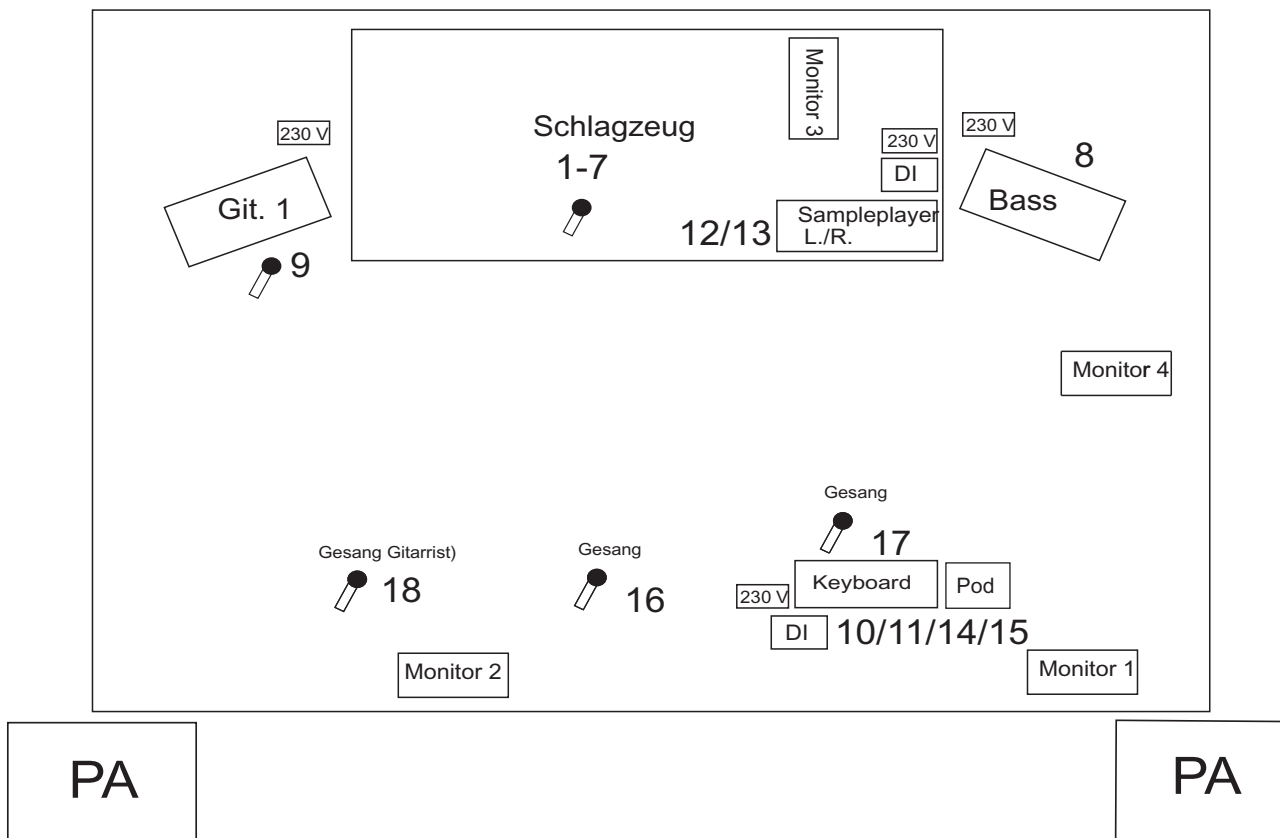 Monitor 3
Schlagzeug
230 V
230 V
230 V
1-7
8
DI
Git. 1
Bass
12/13
Sampleplayer
L./R.
9
Monitor 4
Gesang
17
Gesang Gitarrist)
18
Gesang
16
230 V
Keyboard
Pod
DI
10/11/14/15
Monitor 2
Monitor 1
PA
PA